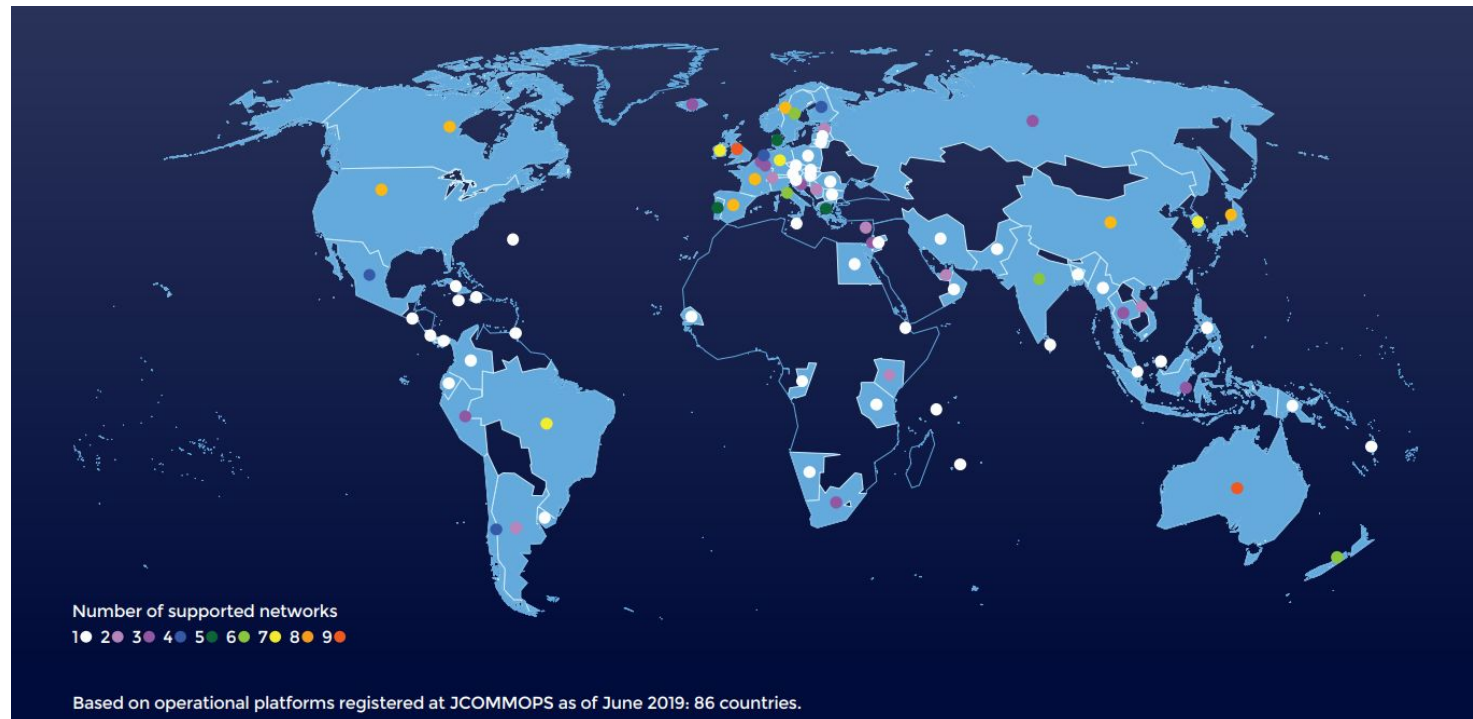 Number of supported networks
1 2 3 4 5 6 7 8 9
Based on operational platforms registered at JCOMMOPS as of June 2019: 86 countries.